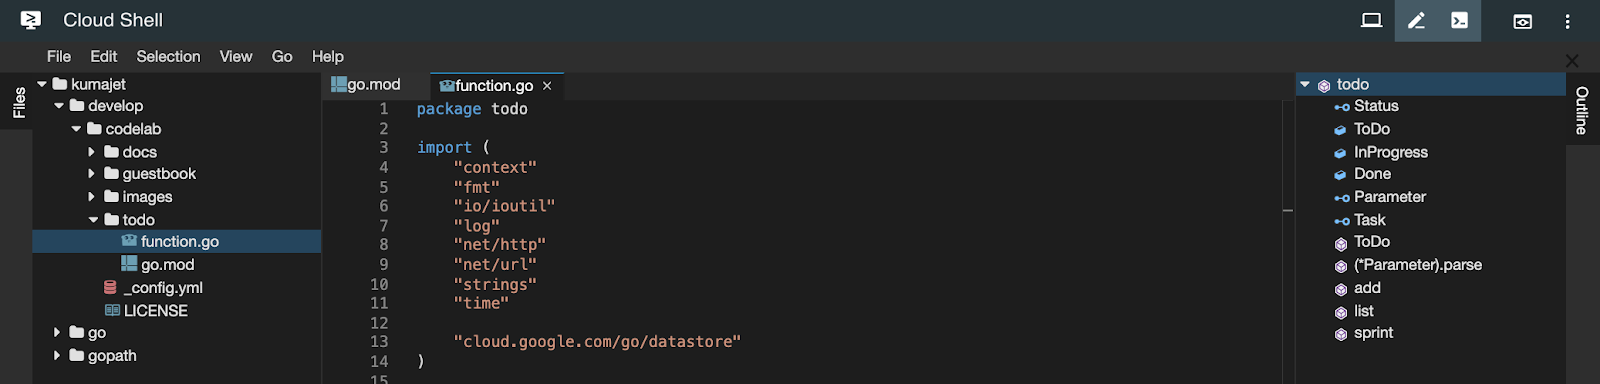 Cloud Shell
File Edit Selection View Go Help
Files
kumajet
develop
codelab
docs
guestbook
images
todo
function.go
go.mod
_config.yml
LICENSE
go
gopath
go.mod
function.go
1 package todo
2
3 import (
4 "context"
5 "fmt"
6 "io/ioutil"
7 "log"
8 "net/http"
9 "net/url"
10 "strings"
11 "time"
12
13 "cloud.google.com/go/datastore"
14 )
15
todo
Status
ToDo
InProgress
Done
Parameter
Task
ToDo
(*Parameter).parse
add
list
sprint
Outline